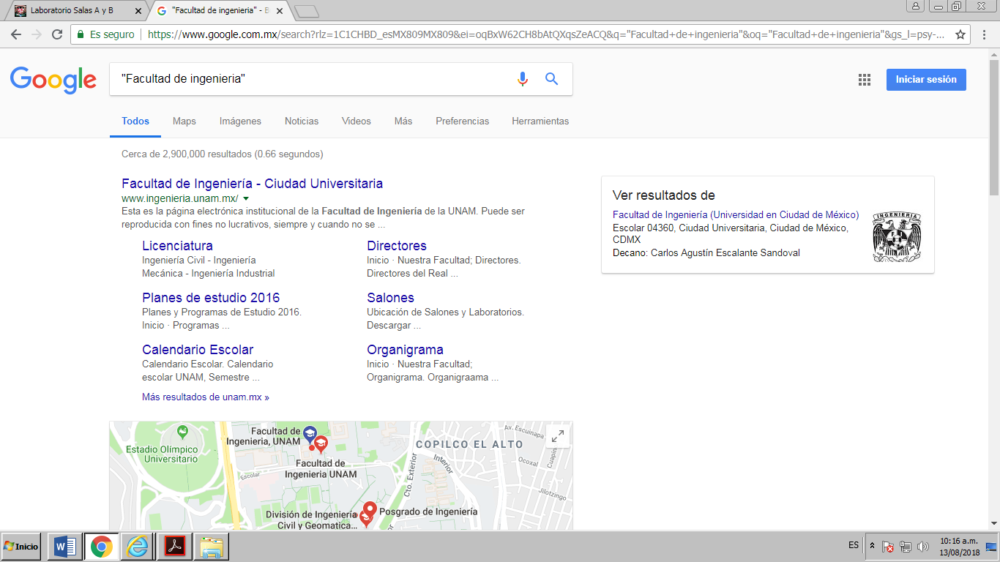 Laboratorio Salas A y B
"Facultad de ingenieria" - B
Es seguro
https://www.google.com.mx/search?rlz=1C1CHBD_esMX809MX809&ei=oqBxW62CH8bAtQXqsZeACQ&q="Facultad+de+ingenieria"&oq="Facultad+de+ingenieria"&gs_l=psy-...
Google
"Facultad de ingenieria"
Iniciar sesión
Todos Maps Imágenes Noticias Videos Más Preferencias Herramientas
Cerca de 2,900,000 resultados (0.66 segundos)
Facultad de Ingeniería - Ciudad Universitaria
www.ingenieria.unam.mx/
Esta es la página electrónica institucional de la Facultad de Ingeniería de la UNAM. Puede ser
reproducida con fines no lucrativos, siempre y cuando no se ...
Licenciatura
Ingeniería Civil - Ingeniería
Mecánica - Ingeniería Industrial
Directores
Inicio · Nuestra Facultad; Directores.
Directores del Real ...
Planes de estudio 2016
Planes y Programas de Estudio 2016.
Inicio · Programas ...
Salones
Ubicación de Salones y Laboratorios.
Descargar ...
Calendario Escolar
Calendario Escolar. Calendario
escolar UNAM, Semestre ...
Organigrama
Inicio · Nuestra Facultad;
Organigrama. Organigraama ...
Más resultados de unam.mx »
Ver resultados de
Facultad de Ingeniería (Universidad en Ciudad de México)
Escolar 04360, Ciudad Universitaria, Ciudad de México,
CDMX
Decano: Carlos Agustín Escalante Sandoval
INGENIERIA
Estadio Olímpico
Universitario
Facultad de
Ingenieria, UNAM
Facultad de
Ingenieria UNAM
Escolar
COPILCO EL ALTO
Av. Escuinapa
Cuapin
Ocoxal
Jilotzingo
Interior
Cto. Exterior
Posgrado de Ingeniería
División de Ingeniería
Civil y Geomatica...
Inicio
ES
10:16 a.m.
13/08/2018